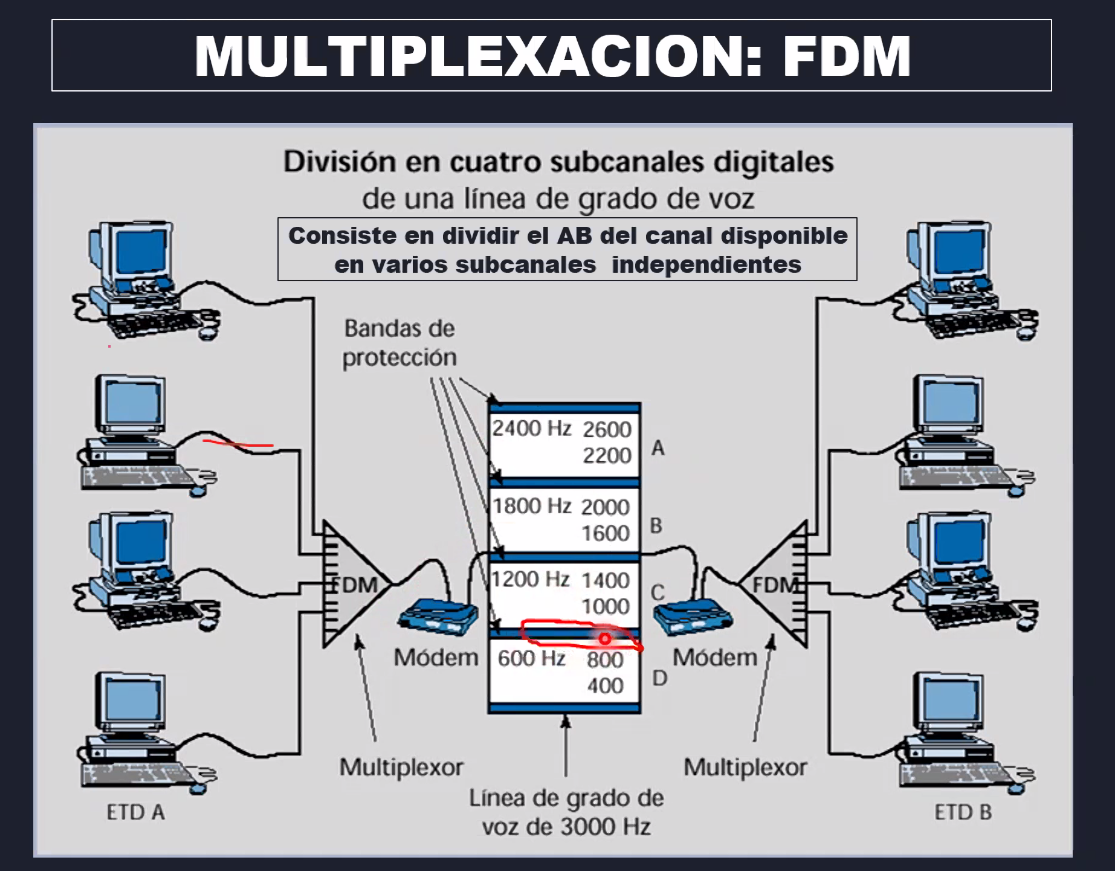 MULTIPLEXACION: FDM
División en cuatro subcanales digitales
de una línea de grado de voz
Consiste en dividir el AB del canal disponible
en varios subcanales independientes
Bandas de
protección
2400 Hz 2600
2200
A
1800 Hz 2000
1600
B
1200 Hz 1400
1000
C
600 Hz 800
400
D
FDM
FDM
Módem
Módem
Multiplexor
Multiplexor
Línea de grado de
voz de 3000 Hz
ETD A
ETD B